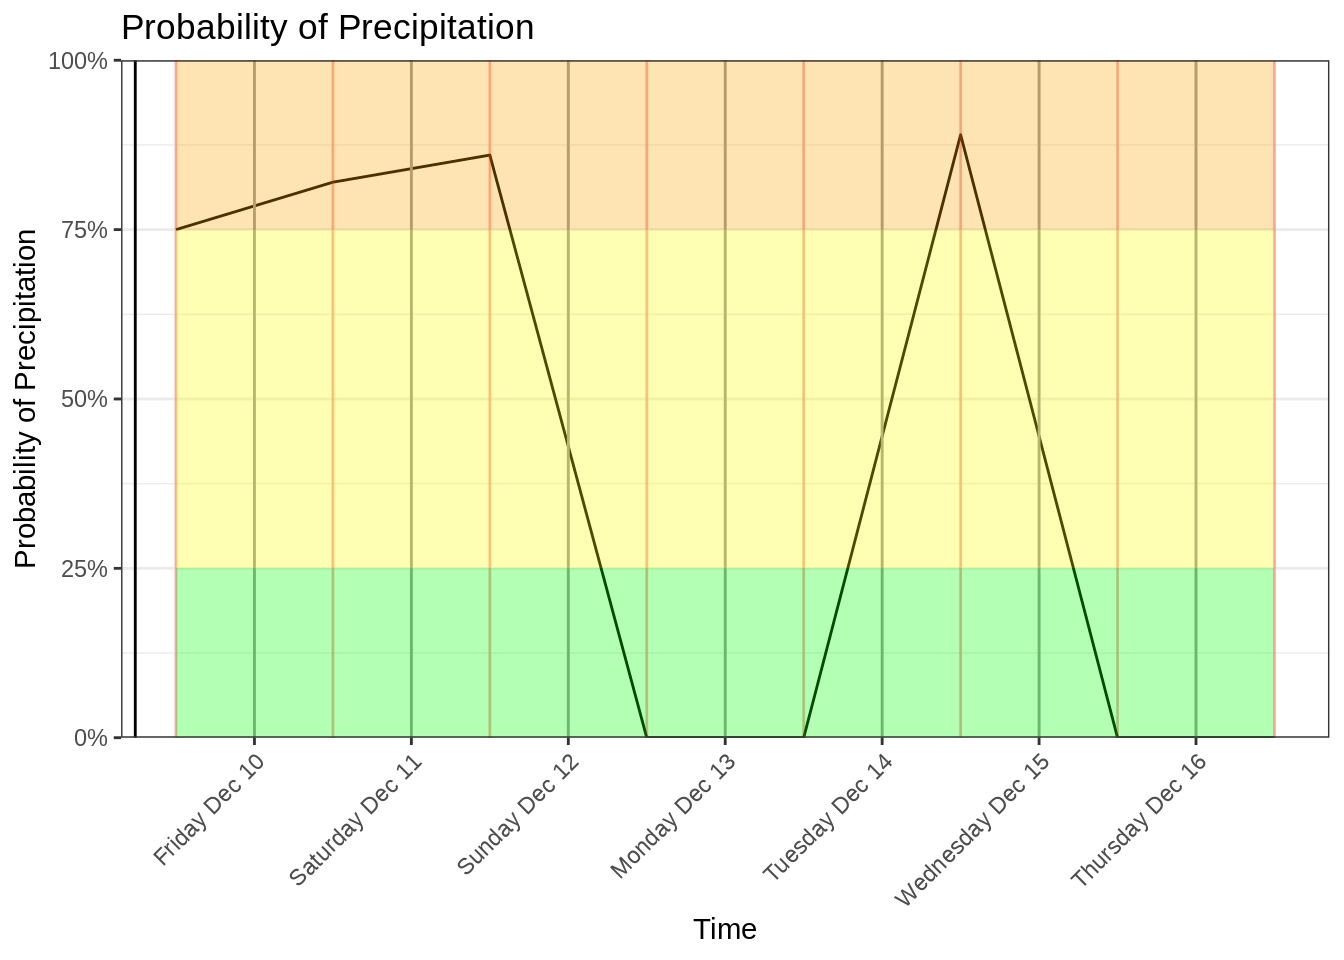 Probability of Precipitation
Probability of Precipitation
100%
75%
50%
25%
0%
Friday Dec 10
Saturday Dec 11
Sunday Dec 12
Monday Dec 13
Tuesday Dec 14
Wednesday Dec 15
Thursday Dec 16
Time